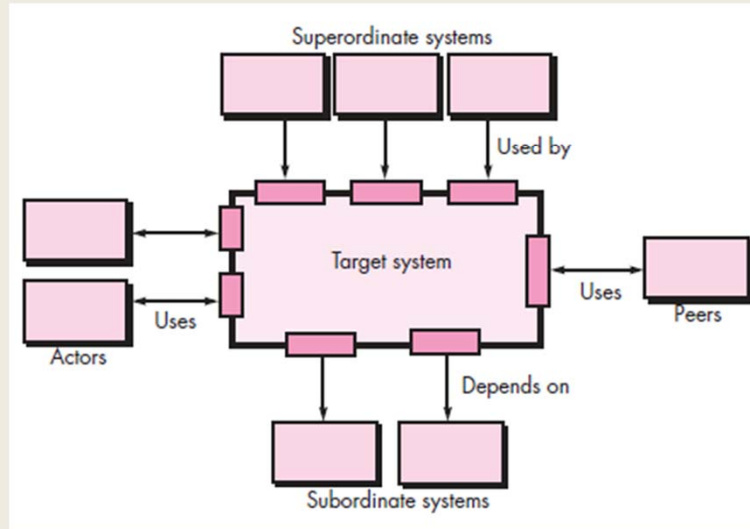 Superordinate systems
Used by
Target system
Uses
Uses
Peers
Actors
Depends on
Subordinate systems